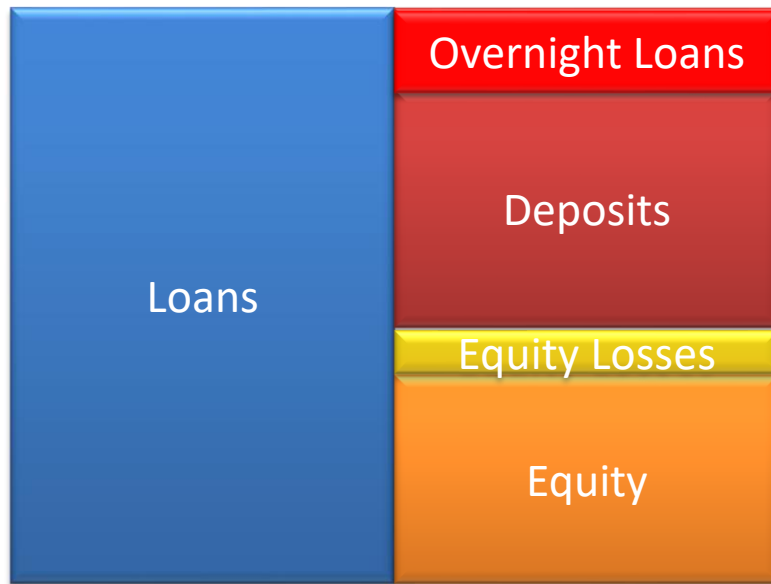 Loans
Overnight Loans
Deposits
Equity Losses
Equity